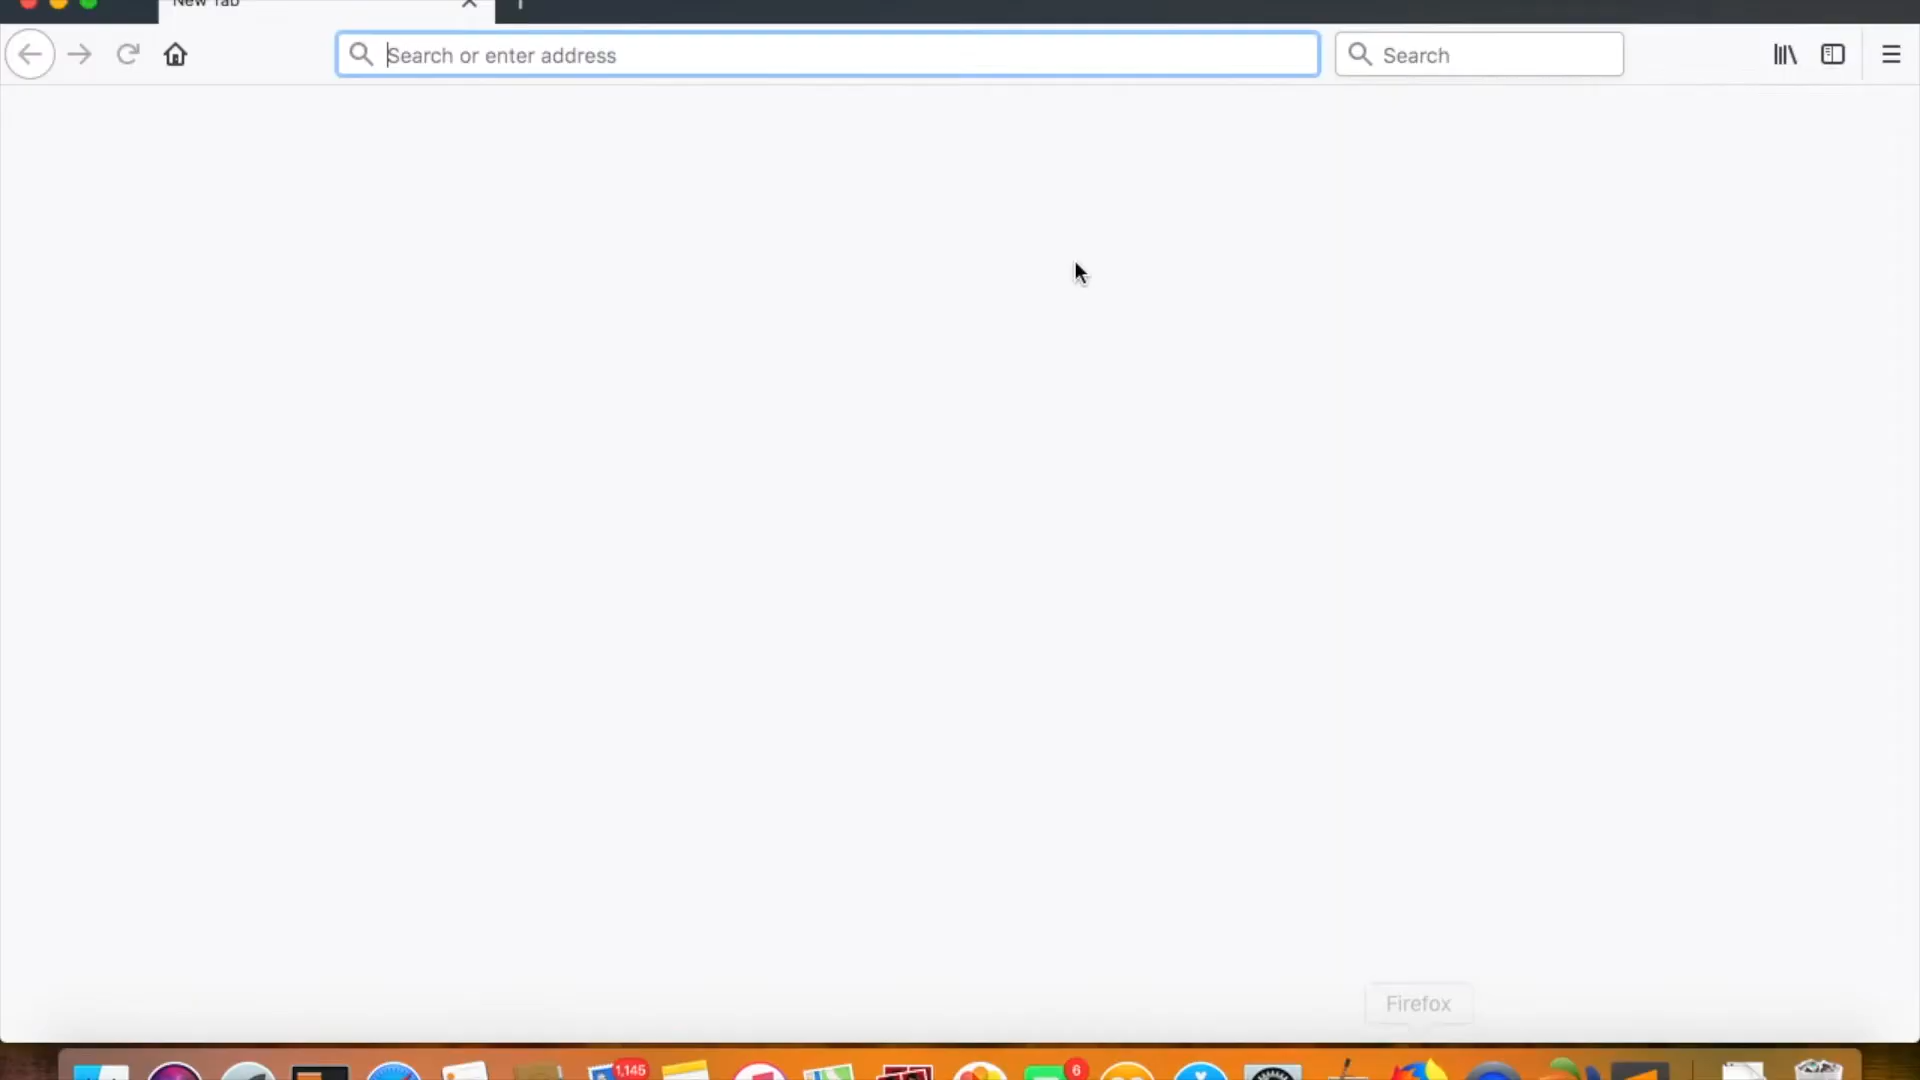 New Tab
Search or enter address
Search
Firefox
1,145
6